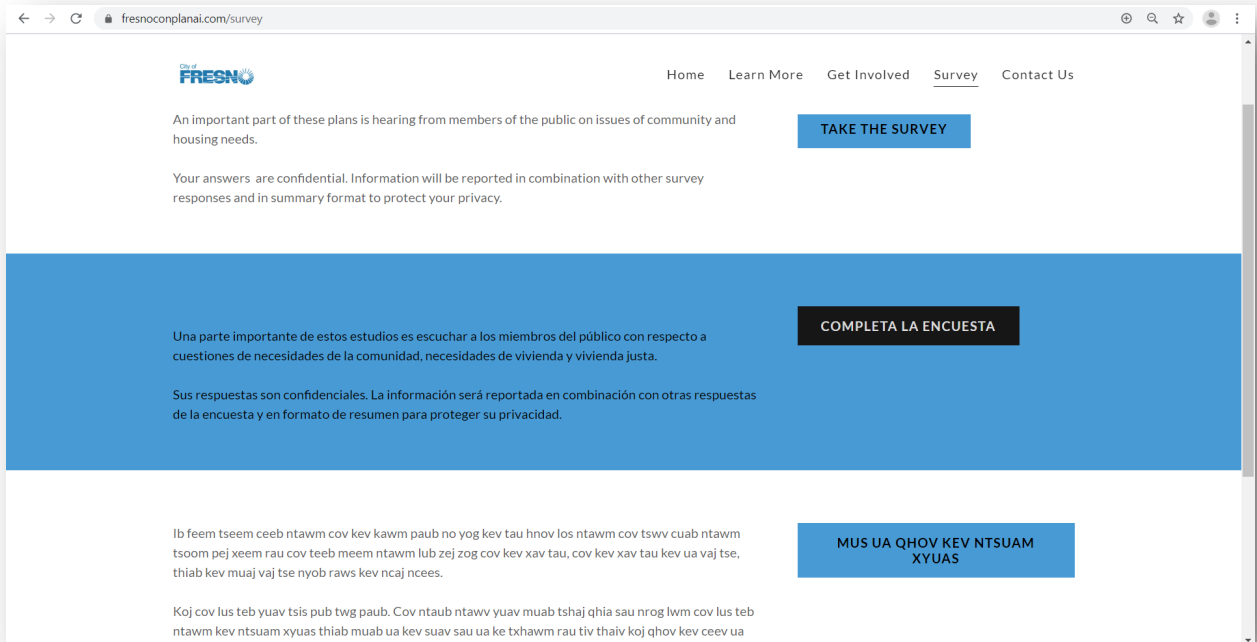 fresnoconplanai.com/survey
City of
FRESNO
Home Learn More Get Involved Survey Contact Us
An important part of these plans is hearing from members of the public on issues of community and
housing needs.
TAKE THE SURVEY
Your answers are confidential. Information will be reported in combination with other survey
responses and in summary format to protect your privacy.
Una parte importante de estos estudios es escuchar a los miembros del público con respecto a
cuestiones de necesidades de la comunidad, necesidades de vivienda y vivienda justa.
COMPLETA LA ENCUESTA
Sus respuestas son confidenciales. La información será reportada en combinación con otras respuestas
de la encuesta y en formato de resumen para proteger su privacidad.
Ib feem tseem ceeb ntawm cov kev kawm paub no yog kev tau hnov los ntawm cov tswv cuab ntawm
tsoom pej xeem rau cov teeb meem ntawm lub zej zog cov kev xav tau, cov kev xav tau kev ua vaj tse,
thiab kev muaj vaj tse nyob raws kev ncaj ncees.
MUS UA QHOV KEV NTSUAM
XYUAS
Koj cov lus teb yuav tsis pub twg paub. Cov ntaub ntawv yuav muab tshaj qhia sau nrog lwm cov lus teb
ntawm kev ntsuam xyuas thiab muab ua kev suav sau ua ke txhawm rau tiv thaiv koj qhov kev ceev ua